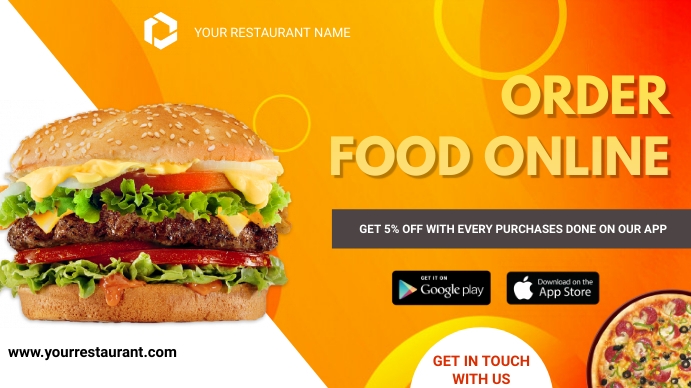 YOUR RESTAURANT NAME
ORDER
FOOD ONLINE
GET 5% OFF WITH EVERY PURCHASES DONE ON OUR APP
GET IT ON
Google play
Download on the
App Store
www.yourrestaurant.com
GET IN TOUCH
WITH US